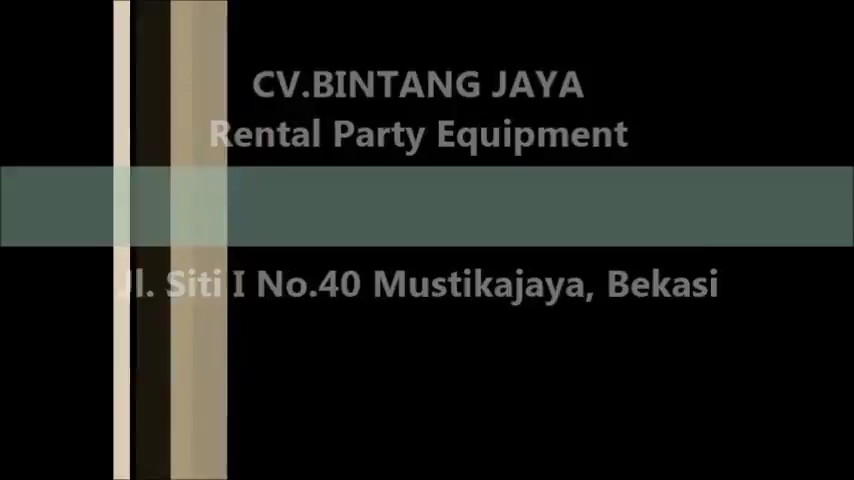 CV.BINTANG JAYA
Rental Party Equipment
Jl. Siti I No.40 Mustikajaya, Bekasi